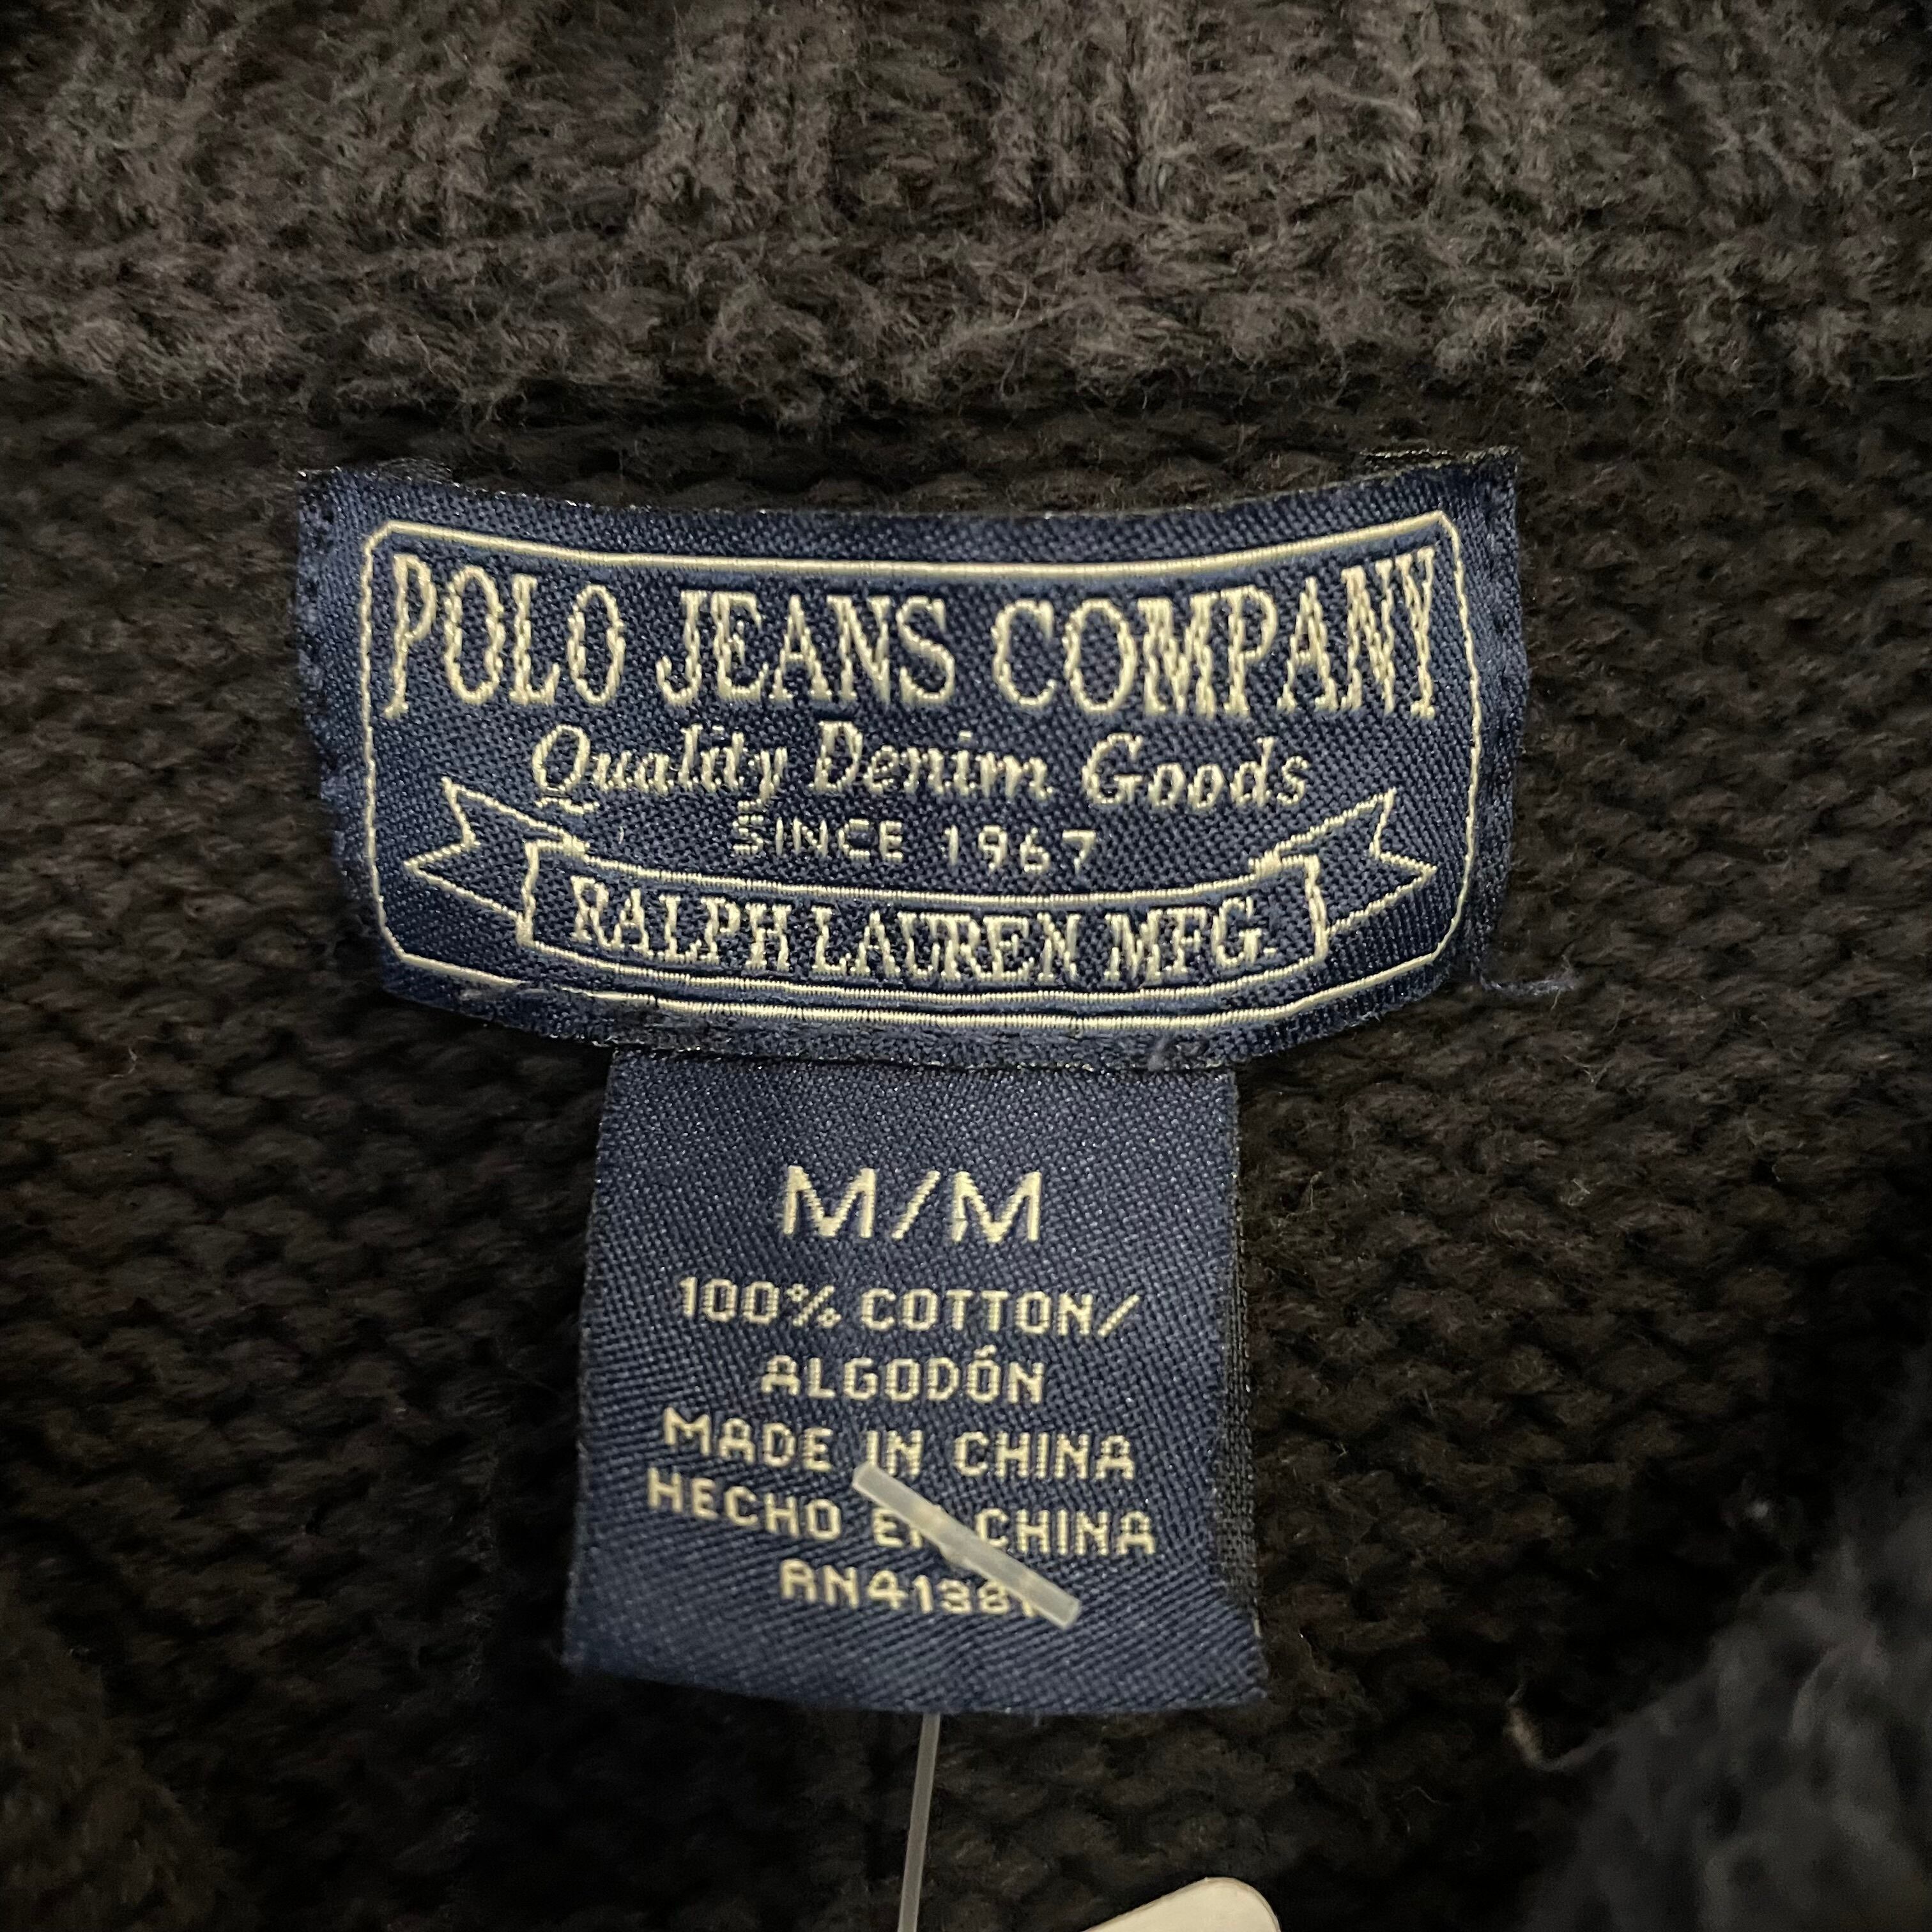 POLO JEANS COMPANY
Quality Denim Goods
SINCE 1967
RALPH LAUREN MFG.
M/M
100% COTTON/
ALGODÓN
MADE IN CHINA
HECHO EN CHINA